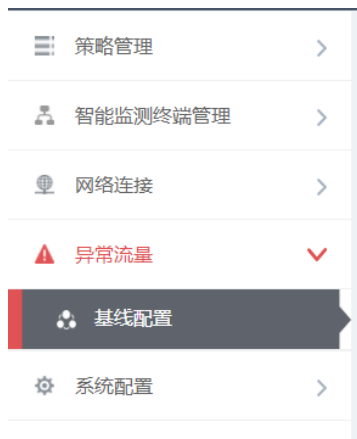 策略管理
智能监测终端管理
网络连接
异常流量
基线配置
系统配置